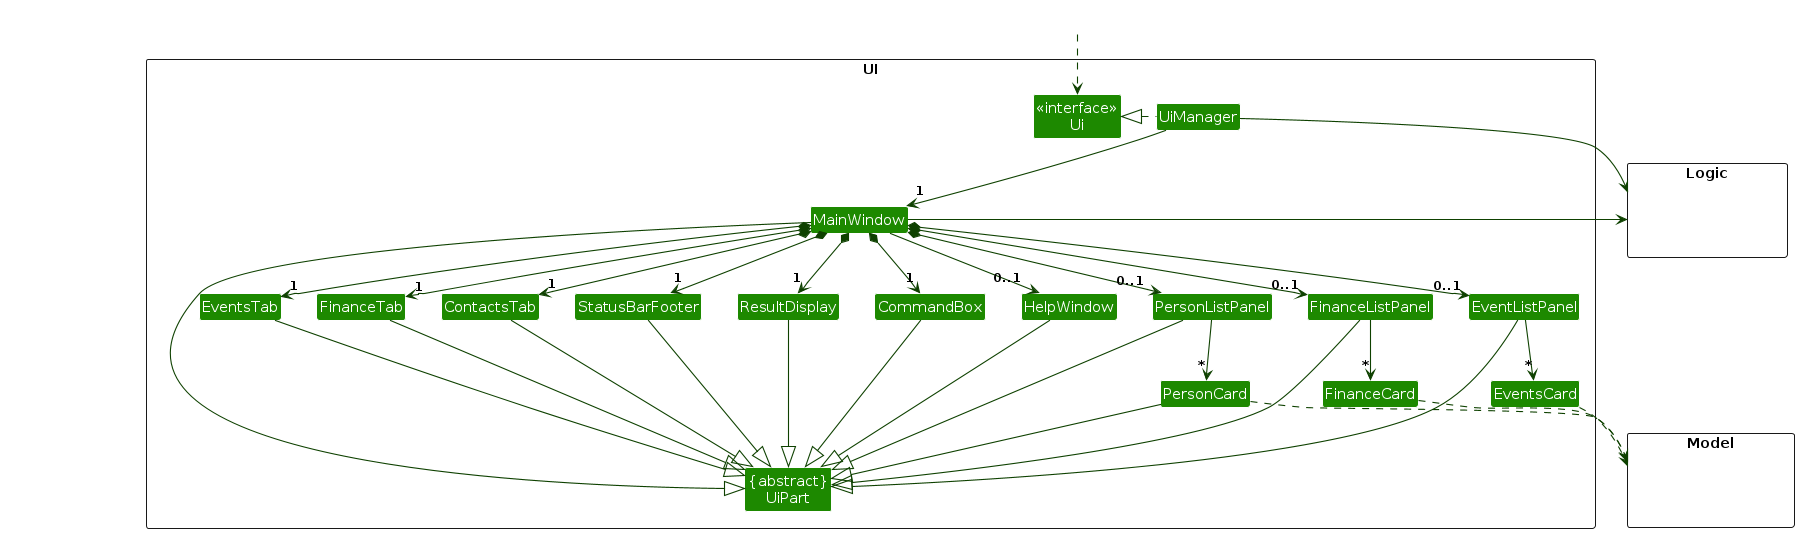 UI
«interface»
Ui
UiManager
Logic
1
MainWindow
1
1
1
1
1
1
0..1
0..1
0..1
0..1
EventsTab
FinanceTab
ContactsTab
StatusBarFooter
ResultDisplay
CommandBox
HelpWindow
PersonListPanel
FinanceListPanel
EventListPanel
*
*
*
PersonCard
FinanceCard
EventsCard
Model
{abstract}
UiPart